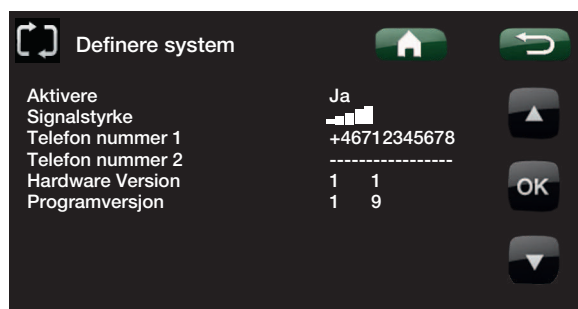 Definere system
Aktivere Ja
Signalstyrke
Telefon nummer 1 +46712345678
Telefon nummer 2 -----------------
Hardware Version 1 1
OK
Programversjon 1 9